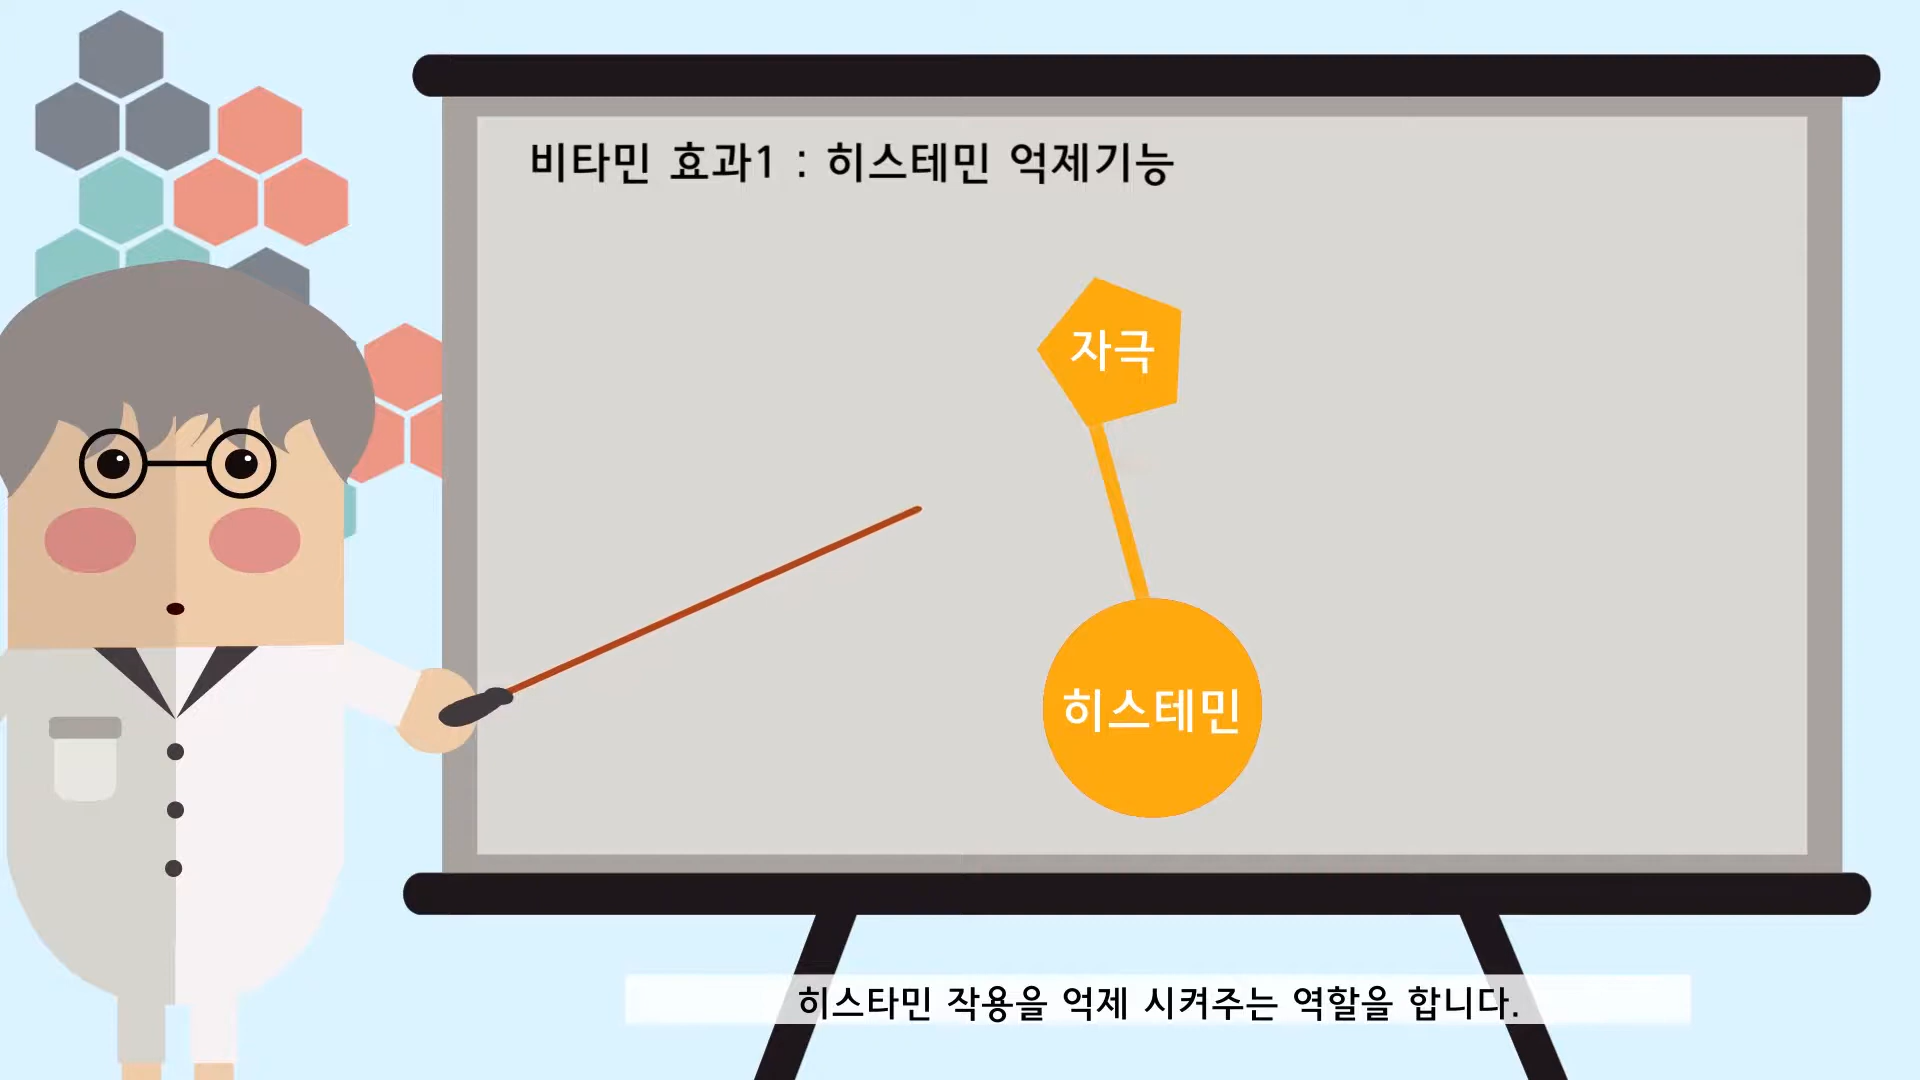 비타민 효과1 : 히스테민 억제기능
자극
히스테민
히스타민 작용을 억제 시켜주는 역할을 합니다.